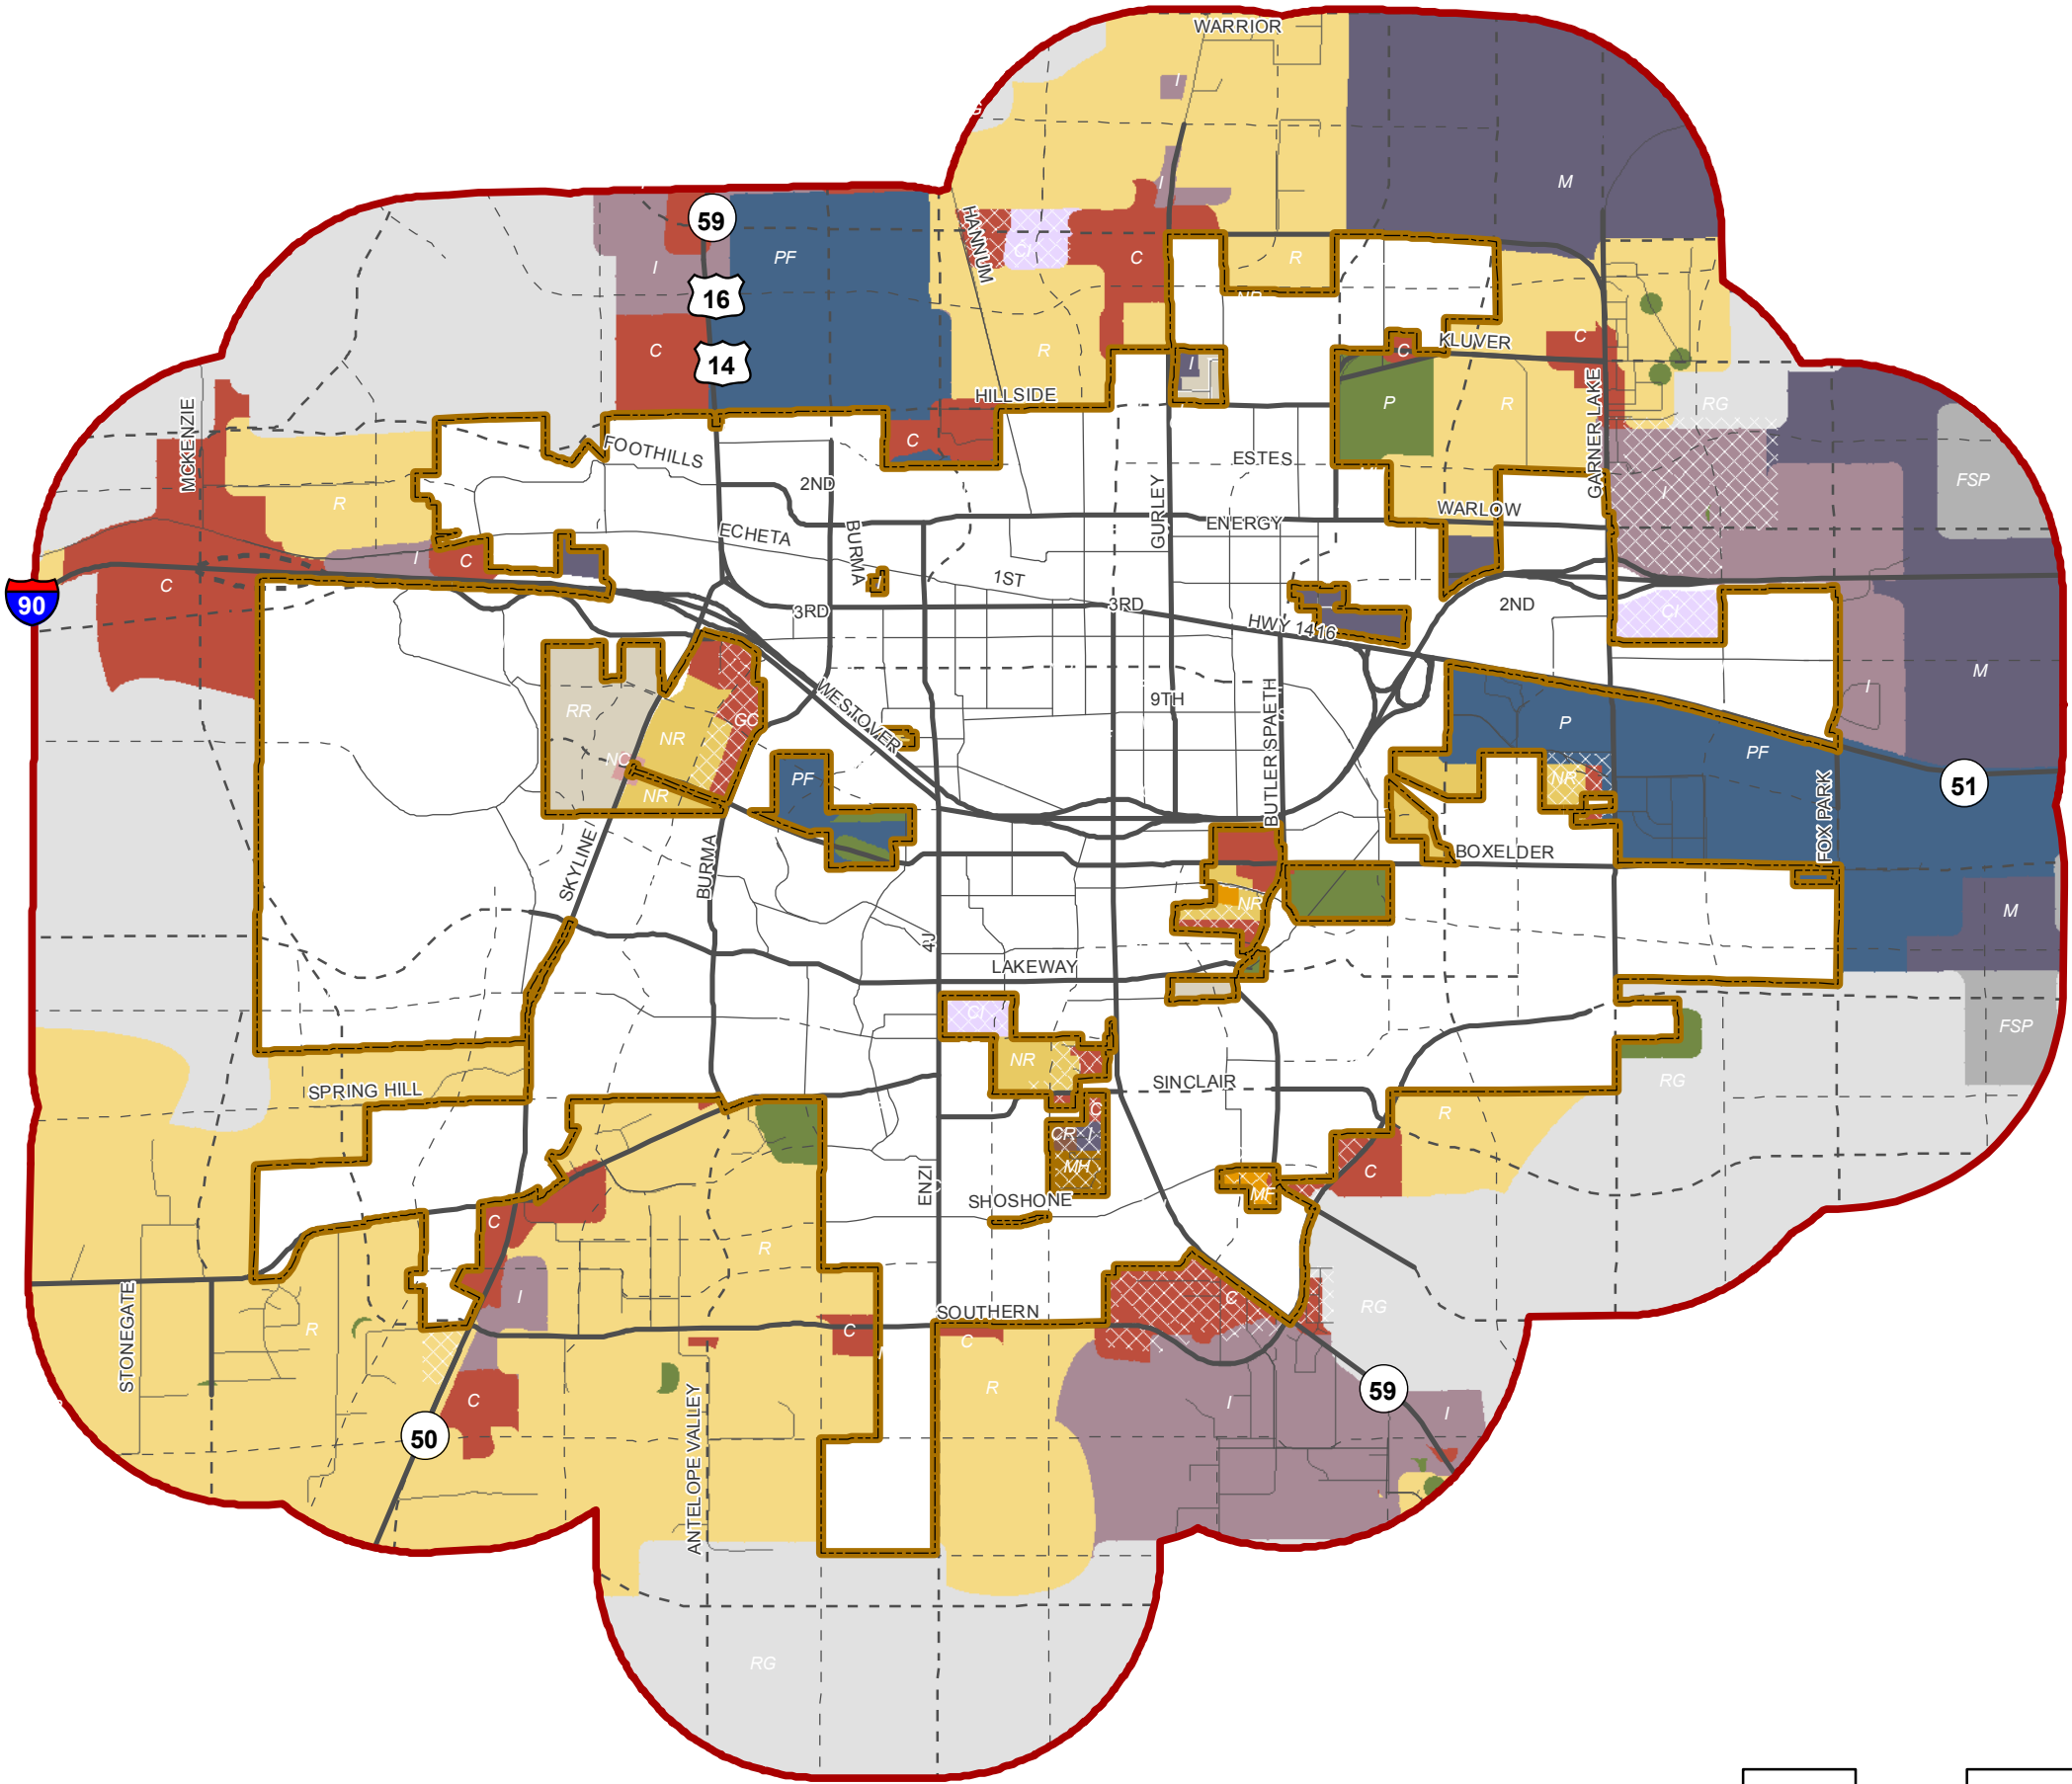 WARRIOR
I
M
I
59
HANNUM
CI
PF
C
R
I
16
C
R
KLUVER
C
C
14
I
HILLSIDE
P
R
RG
GARNER LAKE
MCKENZIE
C
FOOTHILLS
ESTES
2ND
FSP
R
I
GURLEY
WARLOW
ENERGY
ECHETA
BURMA
I
C
1ST
C
I
90
3RD
3RD
2ND
CI
HWY 1416
M
I
9TH
WESTOVER
RR
GC
P
NR
PF
NC
PF
NR
NR
51
BUTLER SPAETH
FOX PARK
SKYLINE
BURMA
BOXELDER
NR
M
4J
LAKEWAY
CI
FSP
NR
SINCLAIR
RG
SPRING HILL
C
R
CR
I
MH
C
ENZI
SHOSHONE
MF
C
R
I
C
RG
STONEGATE
SOUTHERN
R
C
C
R
59
ANTELOPE VALLEY
C
I
I
50
RG